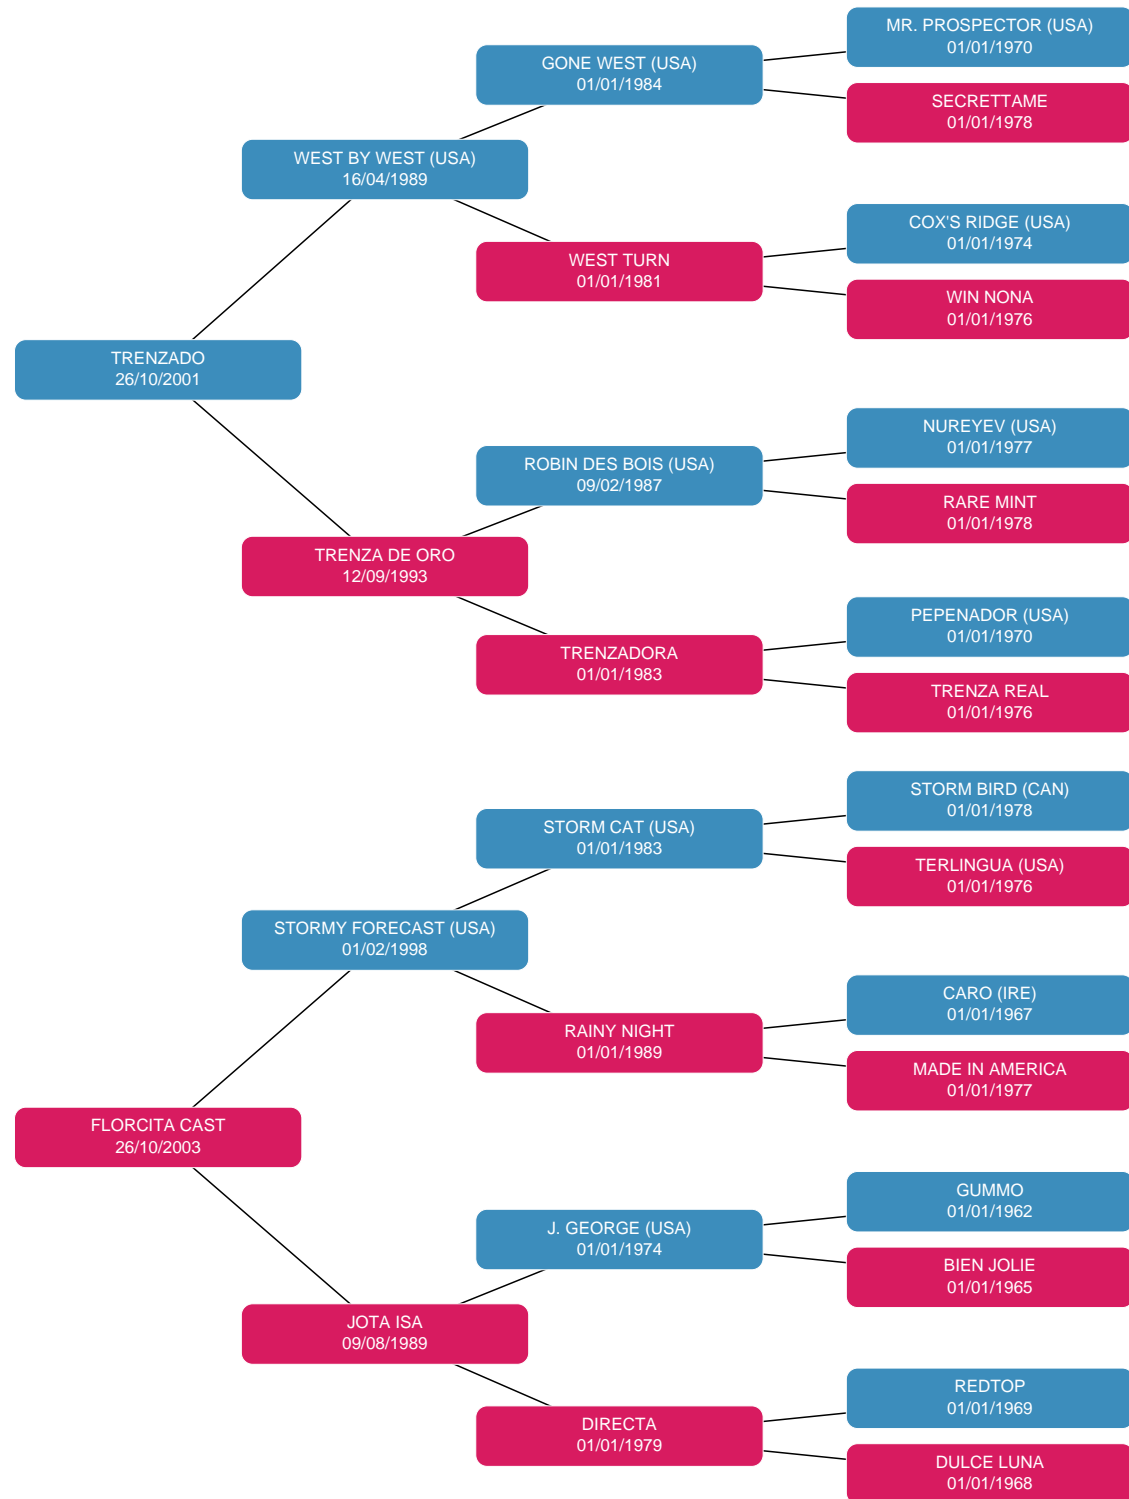 MR. PROSPECTOR (USA)
01/01/1970
GONE WEST (USA)
01/01/1984
SECRETTAME
01/01/1978
WEST BY WEST (USA)
16/04/1989
COX'S RIDGE (USA)
01/01/1974
WEST TURN
01/01/1981
WIN NONA
01/01/1976
TRENZADO
26/10/2001
NUREYEV (USA)
01/01/1977
ROBIN DES BOIS (USA)
09/02/1987
RARE MINT
01/01/1978
TRENZA DE ORO
12/09/1993
PEPENADOR (USA)
01/01/1970
TRENZADORA
01/01/1983
TRENZA REAL
01/01/1976
STORM BIRD (CAN)
01/01/1978
STORM CAT (USA)
01/01/1983
TERLINGUA (USA)
01/01/1976
STORMY FORECAST (USA)
01/02/1998
CARO (IRE)
01/01/1967
RAINY NIGHT
01/01/1989
MADE IN AMERICA
01/01/1977
FLORCITA CAST
26/10/2003
GUMMO
01/01/1962
J. GEORGE (USA)
01/01/1974
BIEN JOLIE
01/01/1965
JOTA ISA
09/08/1989
REDTOP
01/01/1969
DIRECTA
01/01/1979
DULCE LUNA
01/01/1968